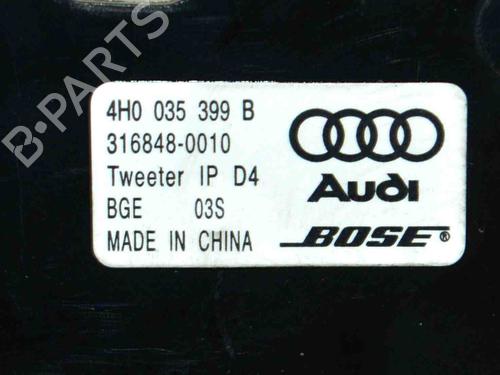 B-PARTS
4H0 035 399 B
316848-0010
Tweeter IP D4
BGE 03S
MADE IN CHINA
Audi
BOSE®